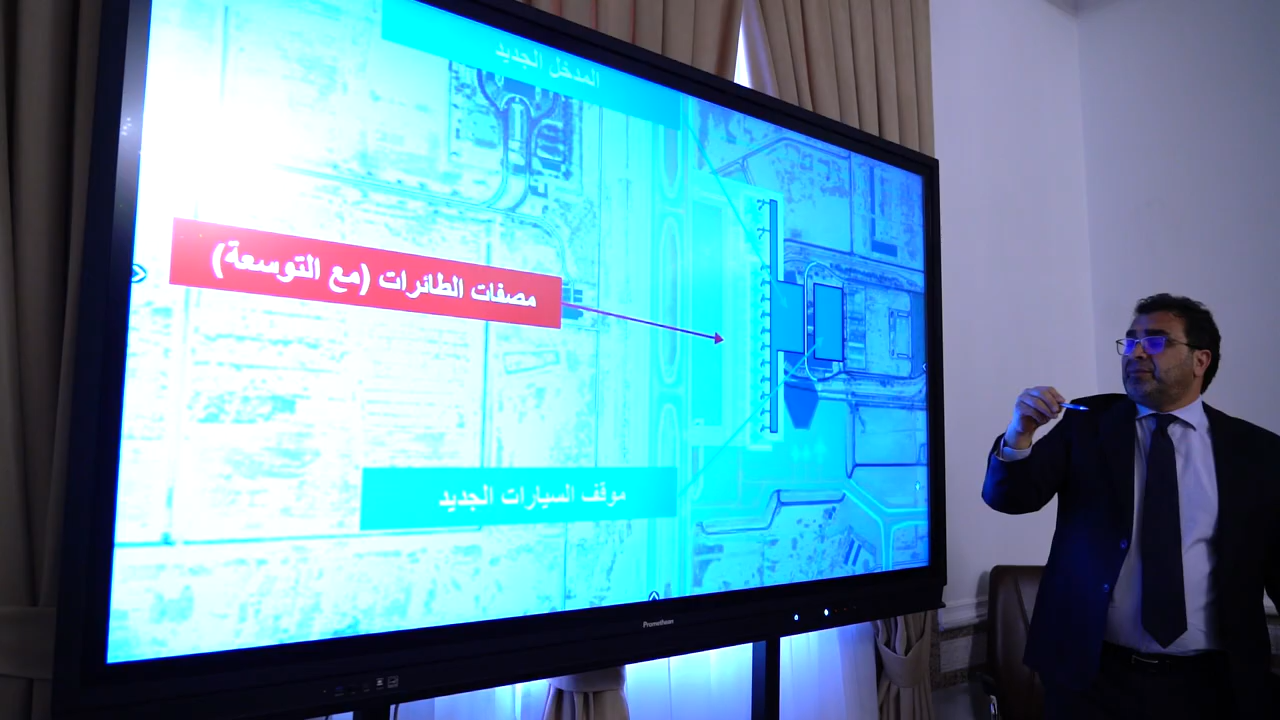 المدخل الجديد
مصفات الطائرات (مع التوسعة)
موقف السيارات الجديد
Promethean